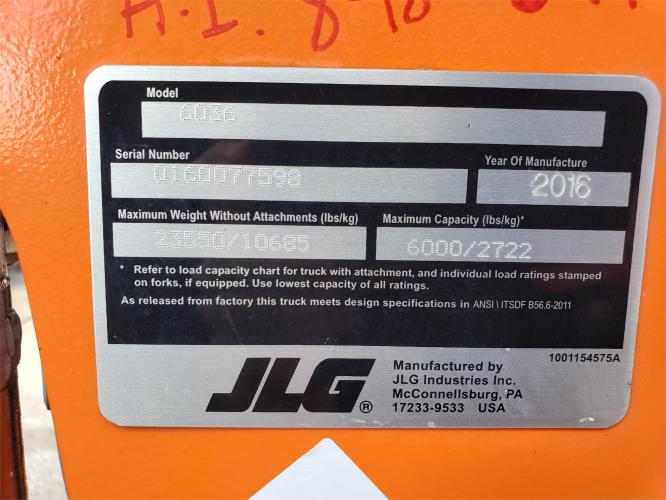 H.I. 8-18
Model
6036
Serial Number
0160077598
Year Of Manufacture
2016
Maximum Weight Without Attachments (lbs/kg)
23550/10685
Maximum Capacity (lbs/kg)*
6000/2722
* Refer to load capacity chart for truck with attachment, and individual load ratings stamped
on forks, if equipped. Use lowest capacity of all ratings.
As released from factory this truck meets design specifications in ANSI \ ITSDF B56.6-2011
JLG®
Manufactured by
JLG Industries Inc.
McConnellsburg, PA
17233-9533 USA
1001154575A